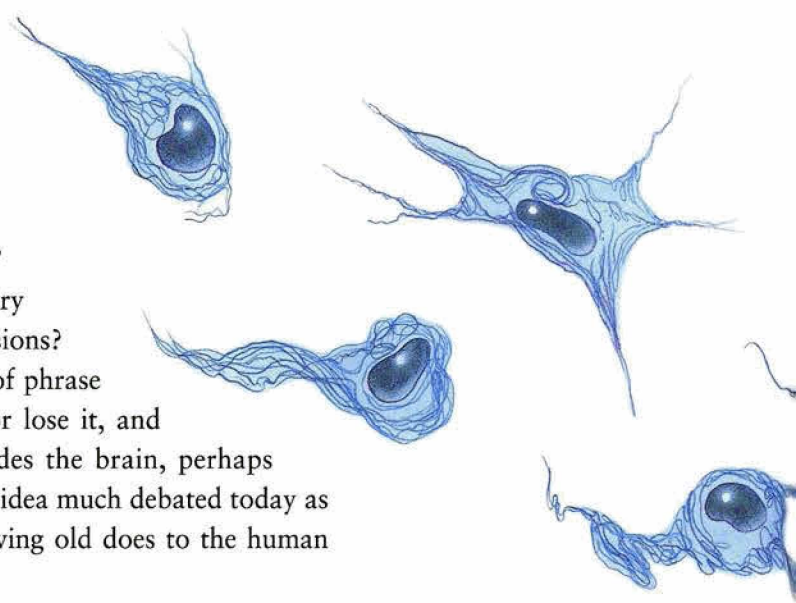 ry
sions?
of phrase
r lose it, and
des the brain, perhaps
idea much debated today as
ving old does to the human